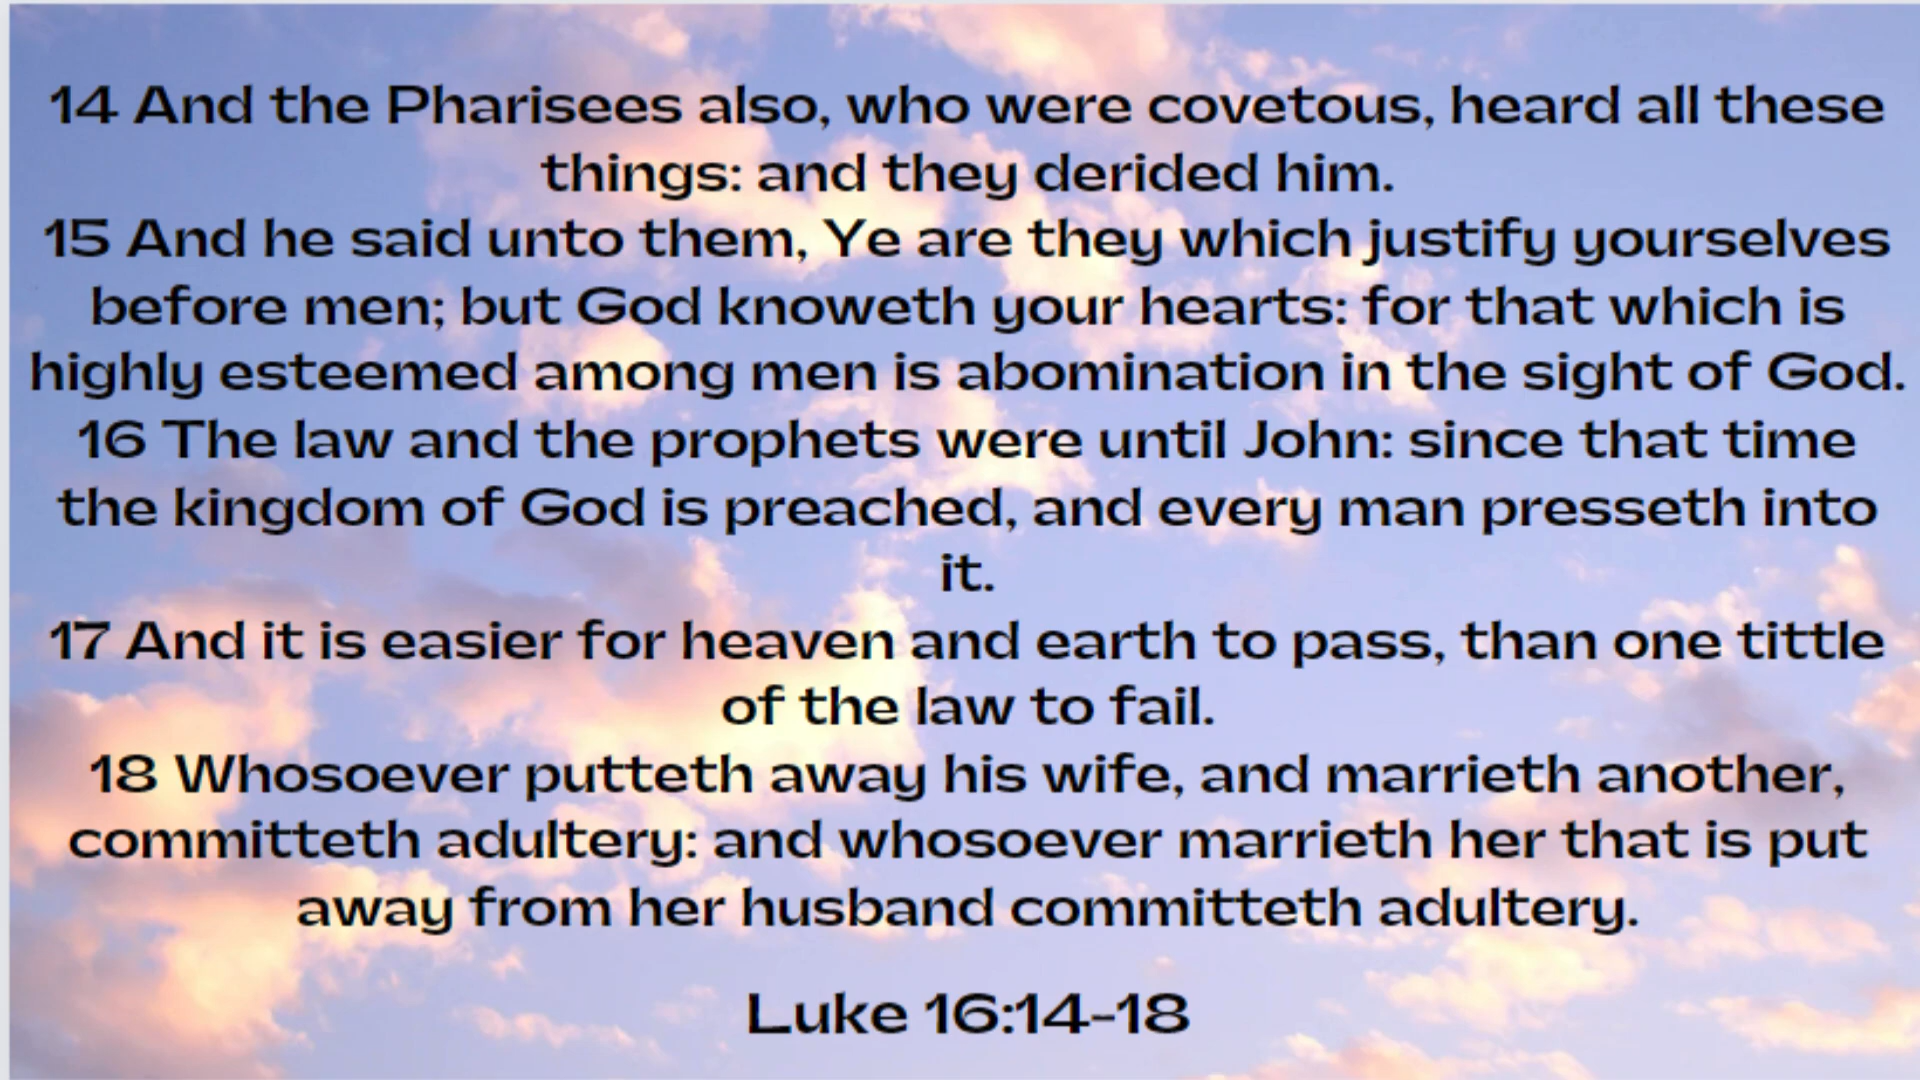 14 And the Pharisees also, who were covetous, heard all these
things: and they derided him.
15 And he said unto them, Ye are they which justify yourselves
before men; but God knoweth your hearts: for that which is
highly esteemed among men is abomination in the sight of God.
16 The law and the prophets were until John: since that time
the kingdom of God is preached, and every man presseth into
it.
17 And it is easier for heaven and earth to pass, than one tittle
of the law to fail.
18 Whosoever putteth away his wife, and marrieth another,
committeth adultery: and whosoever marrieth her that is put
away from her husband committeth adultery.
Luke 16:14-18